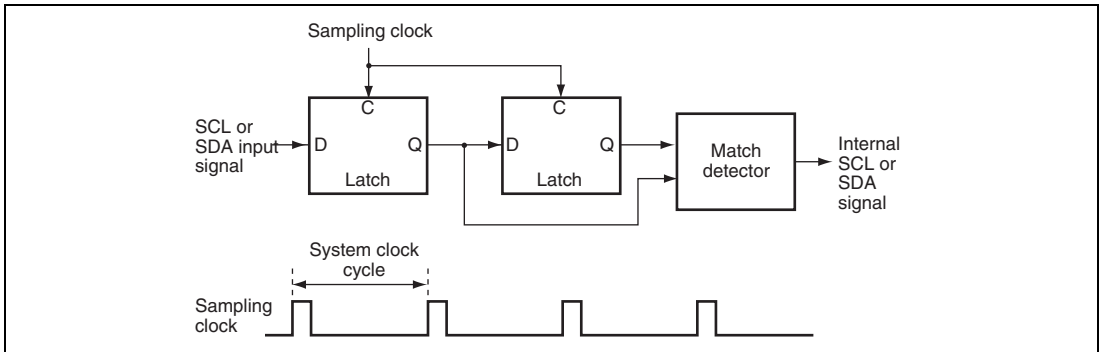 Sampling clock
SCL or
SDA input
signal
D
C
Q
Latch
D
C
Q
Latch
Match
detector
Internal
SCL or
SDA
signal
System clock
cycle
Sampling
clock